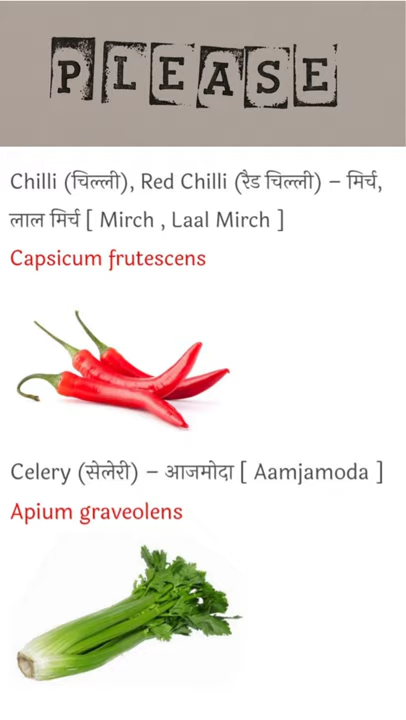 PLEASE
Chilli (चिल्ली), Red Chilli (रैड चिल्ली) – मिर्च,
लाल मिर्च [ Mirch , Laal Mirch ]
Capsicum frutescens
Celery (सेलेरी) – आजमोदा [ Aamjamoda ]
Apium graveolens